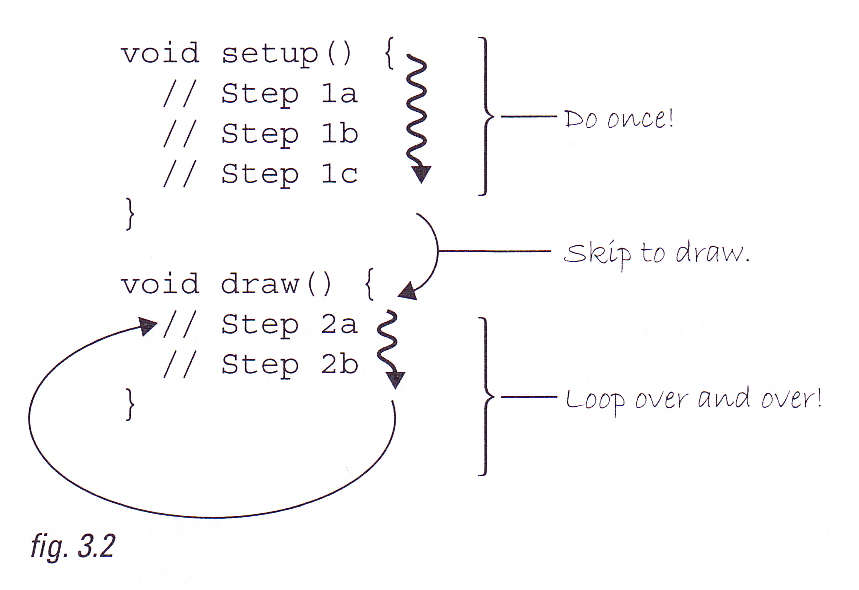 void setup() {
// Step 1a
// Step 1b
// Step 1c
}
Do once!
Skip to draw.
void draw() {
// Step 2a
// Step 2b
}
Loop over and over!
fig. 3.2